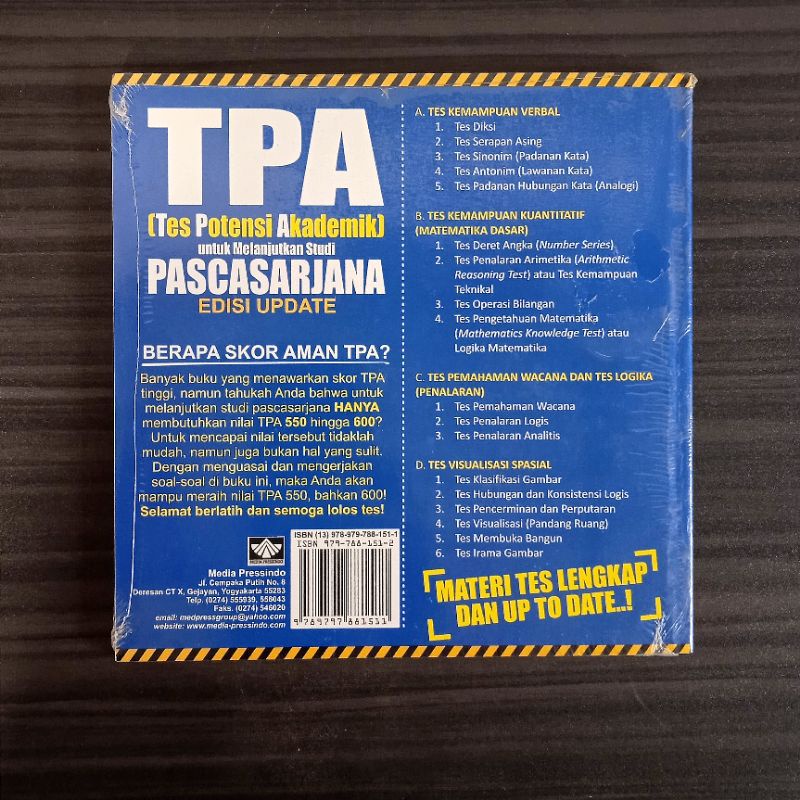 TPA
(Tes Potensi Akademik)
untuk Melanjutkan Studi
PASCASARJANA
EDISI UPDATE
BERAPA SKOR AMAN TPA?
Banyak buku yang menawarkan skor TPA
tinggi, namun tahukah Anda bahwa untuk
melanjutkan studi pascasarjana HANYA
membutuhkan nilai TPA 550 hingga 600?
Untuk mencapai nilai tersebut tidaklah
mudah, namun juga bukan hal yang sulit.
Dengan menguasai dan mengerjakan
soal-soal di buku ini, maka Anda akan
mampu meraih nilai TPA 550, bahkan 600!
Selamat berlatih dan semoga lolos tes!
MEDIA PRESSINDO
Media Pressindo
Jl. Cempaka Putih No. 8
Deresan CT X, Gejayan, Yogyakarta 55283
Telp. (0274) 555939, 556043
Faks. (0274) 546020
email: medpressgroup@yahoo.com
website: www.media-pressindo.com
ISBN (13) 978-979-788-151-1
ISBN 979-788-151-2
9 789797 881511
A. TES KEMAMPUAN VERBAL
1. Tes Diksi
2. Tes Serapan Asing
3. Tes Sinonim (Padanan Kata)
4. Tes Antonim (Lawanan Kata)
5. Tes Padanan Hubungan Kata (Analogi)
B. TES KEMAMPUAN KUANTITATIF
(MATEMATIKA DASAR)
1. Tes Deret Angka (Number Series)
2. Tes Penalaran Arimetika (Arithmetic
Reasoning Test) atau Tes Kemampuan
Teknikal
3. Tes Operasi Bilangan
4. Tes Pengetahuan Matematika
(Mathematics Knowledge Test) atau
Logika Matematika
C. TES PEMAHAMAN WACANA DAN TES LOGIKA
(PENALARAN)
1. Tes Pemahaman Wacana
2. Tes Penalaran Logis
3. Tes Penalaran Analitis
D. TES VISUALISASI SPASIAL
1. Tes Klasifikasi Gambar
2. Tes Hubungan dan Konsistensi Logis
3. Tes Pencerminan dan Perputaran
4. Tes Visualisasi (Pandang Ruang)
5. Tes Membuka Bangun
6. Tes Irama Gambar
MATERI TES LENGKAP
DAN UP TO DATE..!